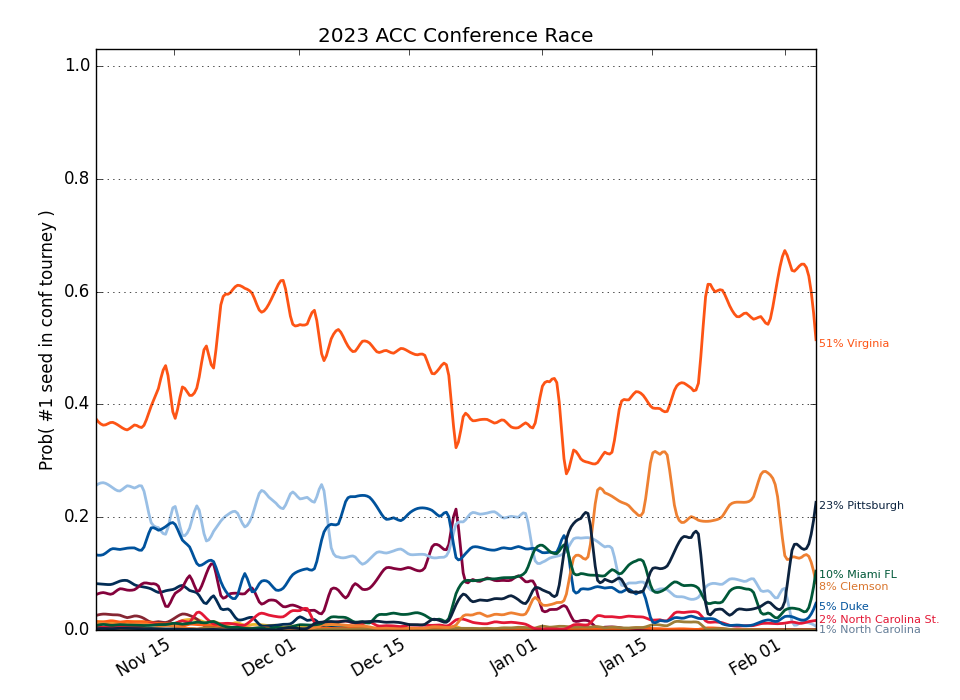 2023 ACC Conference Race
Prob( #1 seed in conf tourney )
1.0
0.8
0.6
0.4
0.2
0.0
Nov 15
Dec 01
Dec 15
Jan 01
Jan 15
Feb 01
51% Virginia
23% Pittsburgh
10% Miami FL
8% Clemson
5% Duke
2% North Carolina St.
1% North Carolina